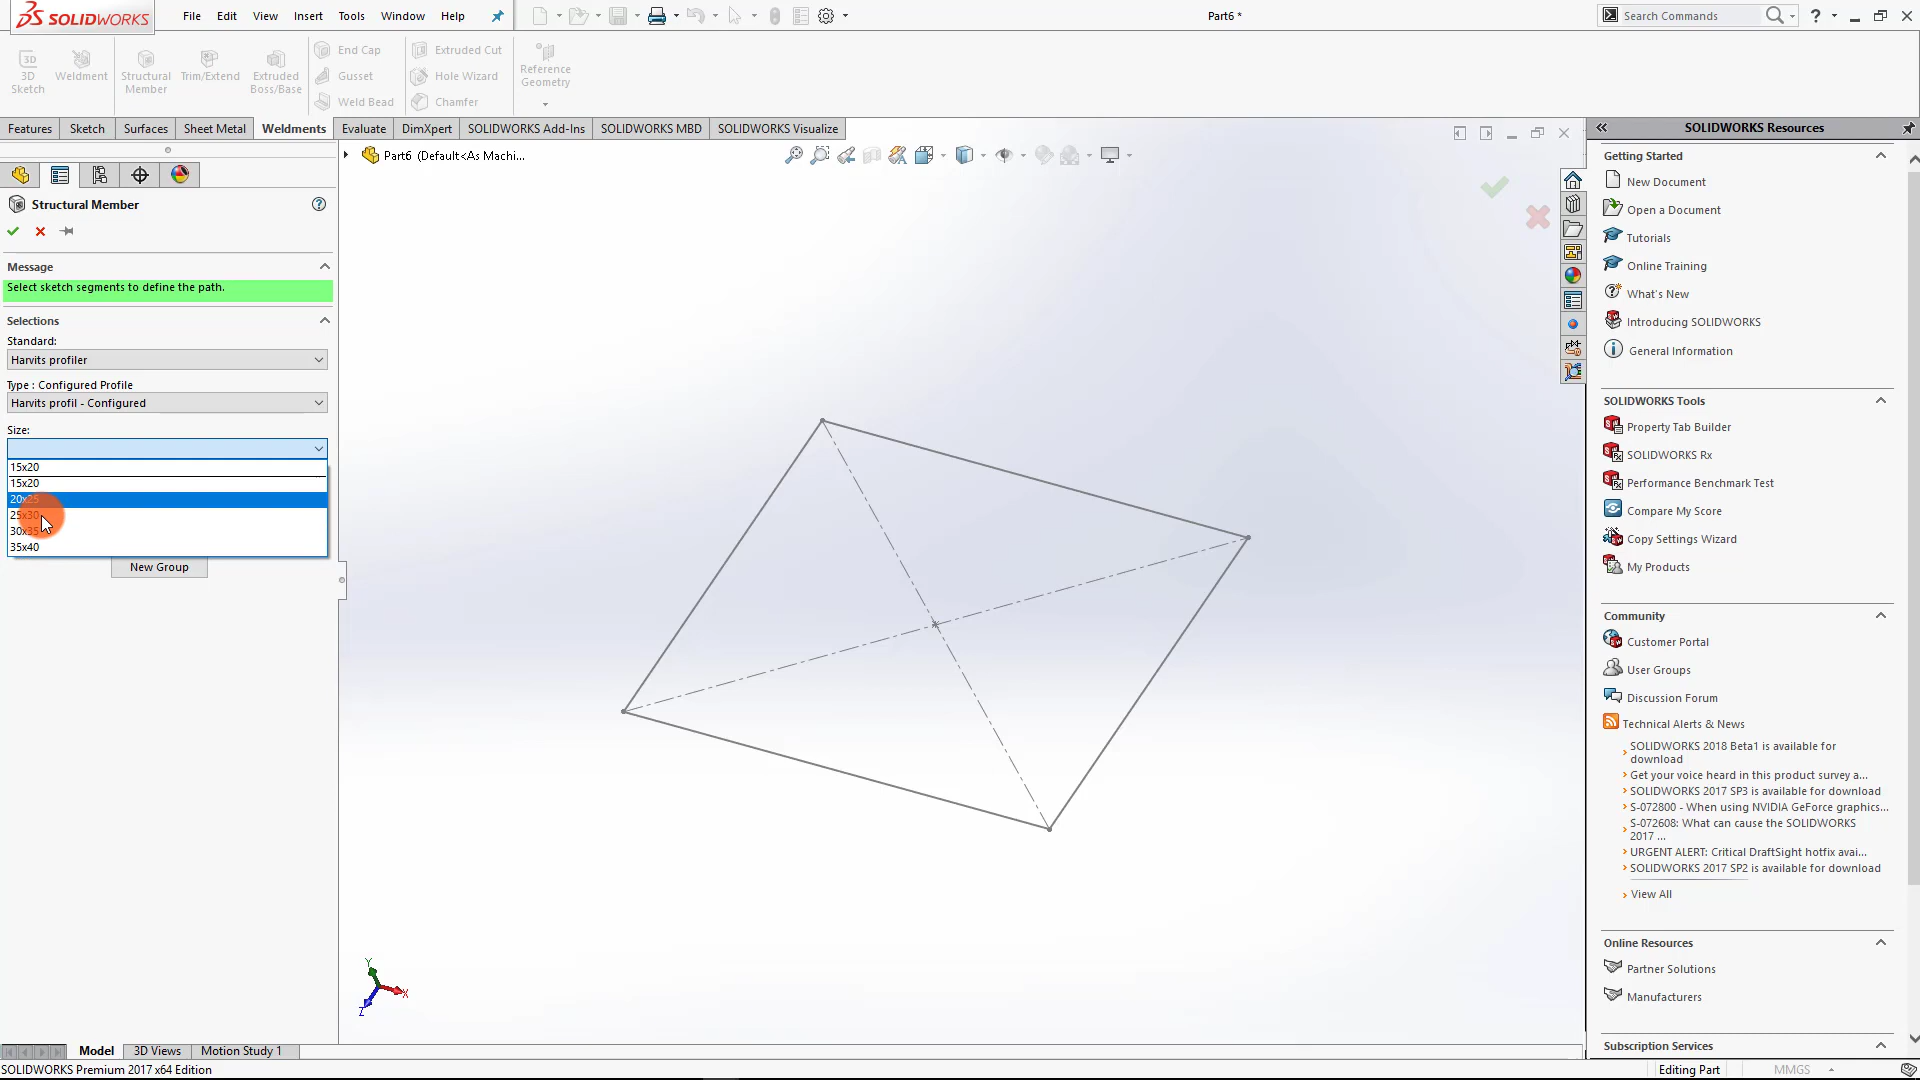 SOLIDWORKS
File Edit View Insert Tools Window Help
Part6 *
Search Commands
3D Sketch
Weldment
Structural Member
Trim/Extend
Extruded Boss/Base
End Cap
Gusset
Weld Bead
Extruded Cut
Hole Wizard
Chamfer
Reference Geometry
Features Sketch Surfaces Sheet Metal Weldments Evaluate DimXpert SOLIDWORKS Add-Ins SOLIDWORKS MBD SOLIDWORKS Visualize
Part6 (Default<As Machi...
Structural Member
Message
Select sketch segments to define the path.
Selections
Standard:
Harvits profiler
Type : Configured Profile
Harvits profil - Configured
Size:
15x20
15x20
20x25
25x30
30x35
35x40
New Group
Y
X
Z
SOLIDWORKS Resources
Getting Started
New Document
Open a Document
Tutorials
Online Training
What's New
Introducing SOLIDWORKS
General Information
SOLIDWORKS Tools
Property Tab Builder
SOLIDWORKS Rx
Performance Benchmark Test
Compare My Score
Copy Settings Wizard
My Products
Community
Customer Portal
User Groups
Discussion Forum
Technical Alerts & News
SOLIDWORKS 2018 Beta1 is available for
download
Get your voice heard in this product survey a...
SOLIDWORKS 2017 SP3 is available for download
S-072800 - When using NVIDIA GeForce graphics...
S-072608: What can cause the SOLIDWORKS
2017 ...
URGENT ALERT: Critical DraftSight hotfix avai...
SOLIDWORKS 2017 SP2 is available for download
View All
Online Resources
Partner Solutions
Manufacturers
Subscription Services
Model 3D Views Motion Study 1
SOLIDWORKS Premium 2017 x64 Edition
Editing Part
MMGS